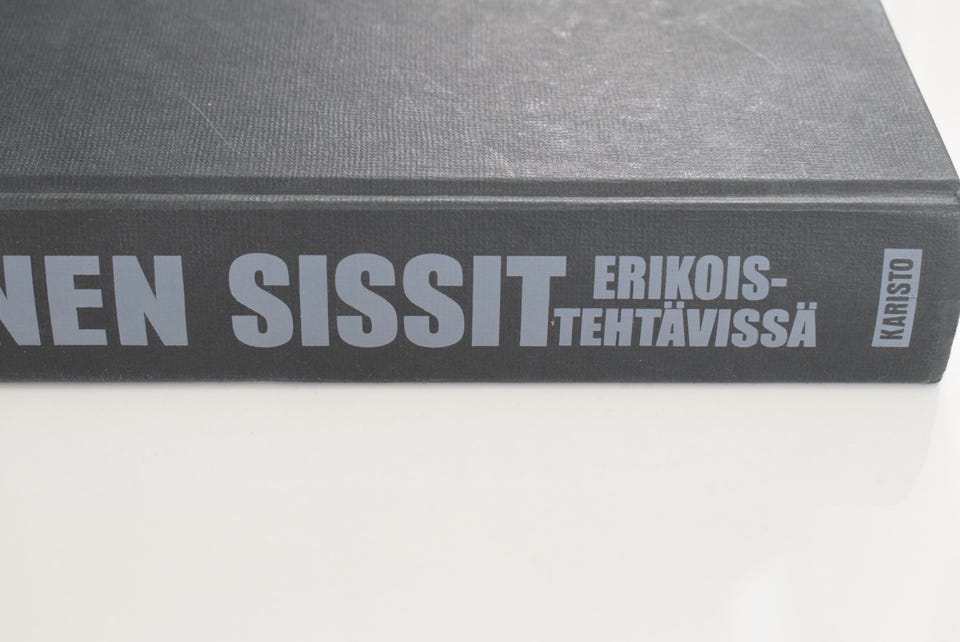 NEN SISSIT
ERIKOIS-
TEHTÄVISSÄ
KARISTO